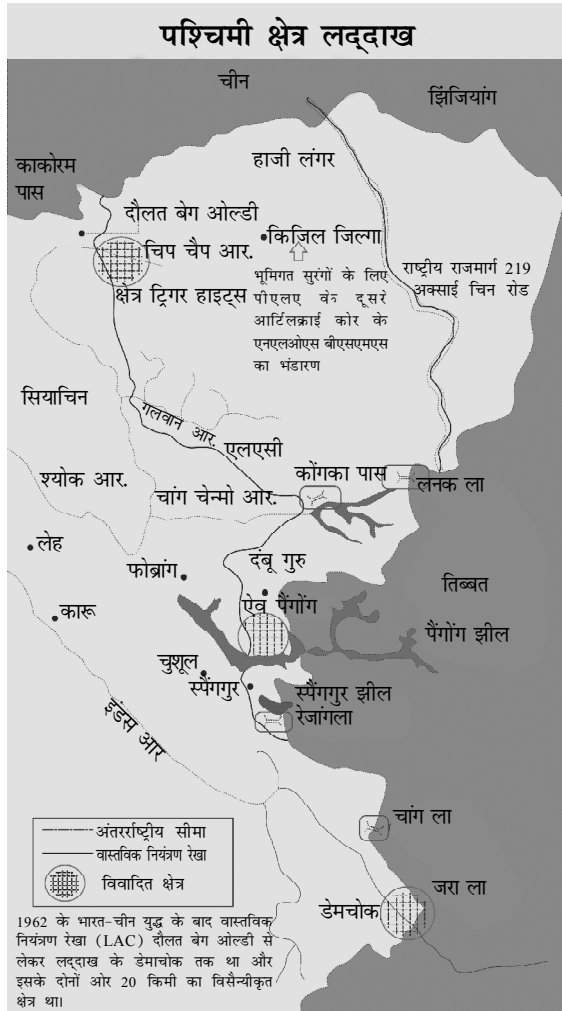 पश्चिमी क्षेत्र लद्दाख
चीन
झिंजियांग
हाजी लंगर
काकोरम
पास
दौलत बेग ओल्डी
किज़िल जिल्गा
चिप चैप आर.
राष्ट्रीय राजमार्ग 219
अक्साई चिन रोड
भूमिगत सुरंगों के लिए
पीएलए के दूसरे
आर्टिलक्राई कोर के
एनएलओएस बीएसएमएस
का भंडारण
क्षेत्र ट्रिगर हाइट्स
सियाचिन
गलवान आर.
एलएसी
कोंगका पास
लनक ला
श्योक आर.
चांग चेन्मो आर.
लेह
दंबू गुरु
फोब्रांग
तिब्बत
ऐव पैंगोंग
कारू
पैंगोंग झील
चुशूल
स्पैंगगुर
स्पैंगगुर झील
रेजांगला
इंडस आर
चांग ला
अंतरर्राष्ट्रीय सीमा
वास्तविक नियंत्रण रेखा
विवादित क्षेत्र
जरा ला
डेमचोक
1962 के भारत-चीन युद्ध के बाद वास्तविक
नियंत्रण रेखा (LAC) दौलत बेग ओल्डी से
लेकर लद्दाख के डेमाचोक तक था और
इसके दोनों ओर 20 किमी का विसैन्यीकृत
क्षेत्र था।